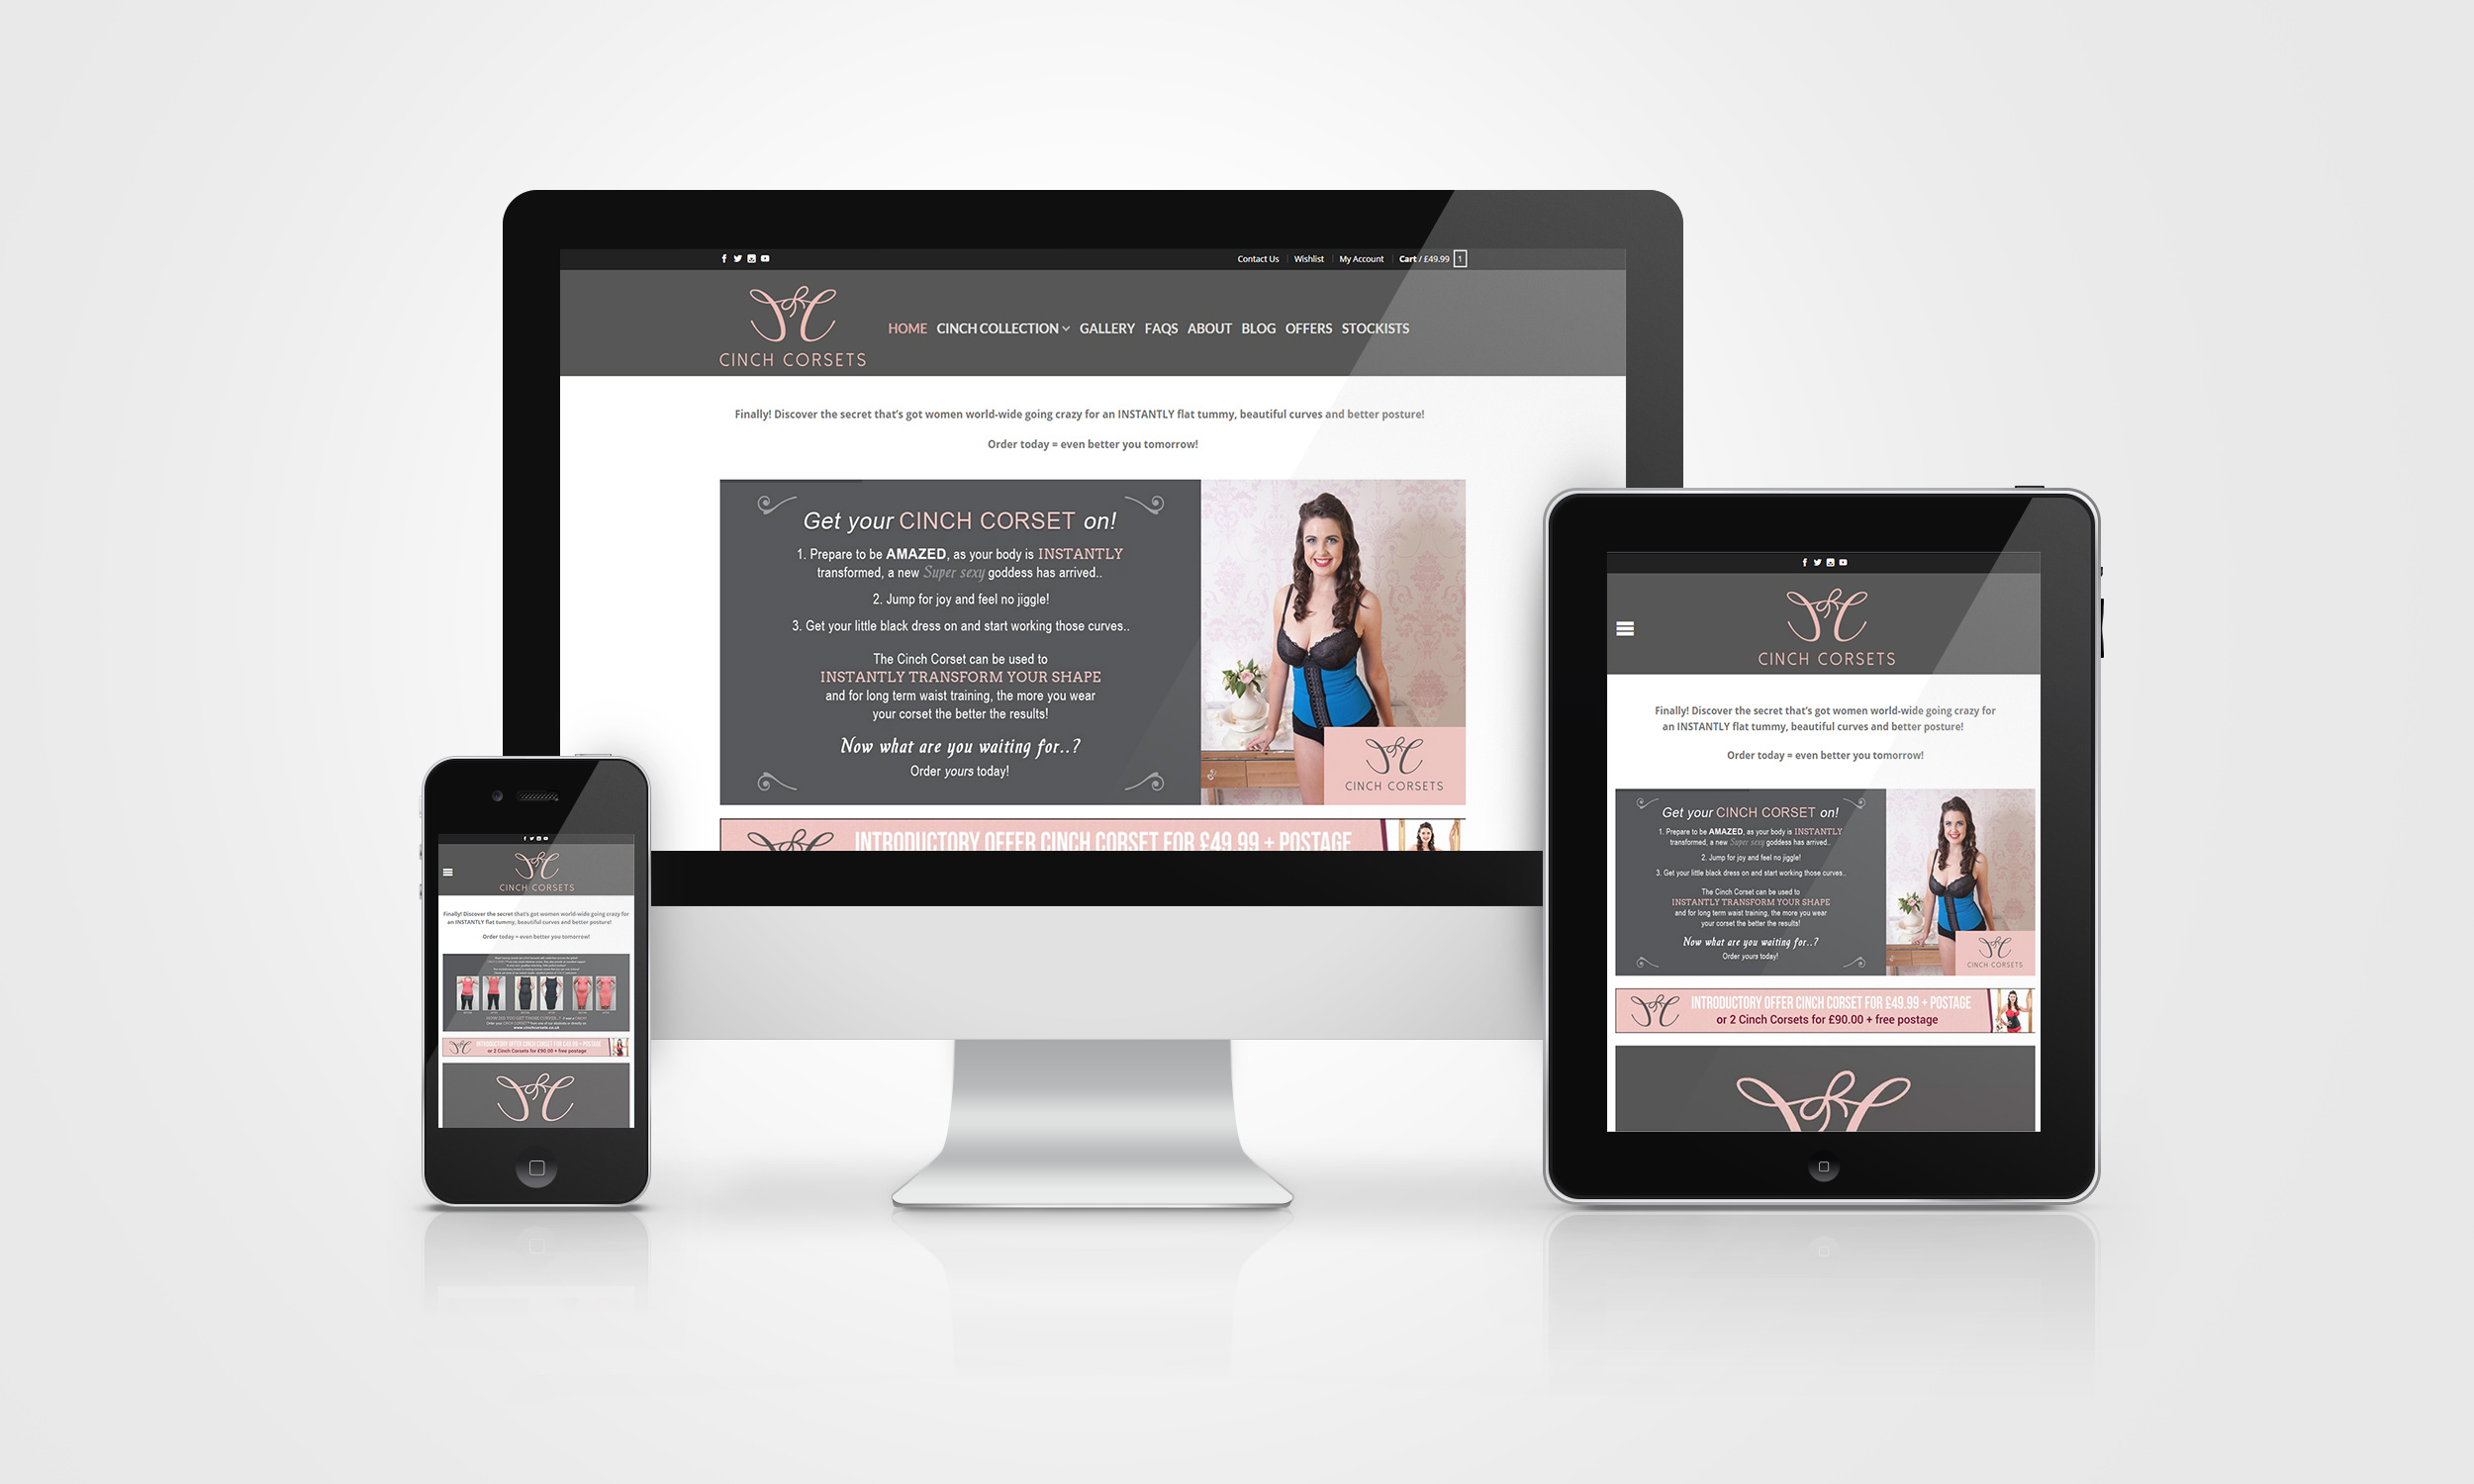 Contact Us
Wishlist
My Account
Cart / £49.99 1
CINCH CORSETS
HOME CINCH COLLECTION GALLERY FAQS ABOUT BLOG OFFERS STOCKISTS
Finally! Discover the secret that's got women world-wide going crazy for an INSTANTLY flat tummy, beautiful curves and better posture!
Order today = even better you tomorrow!
Get your CINCH CORSET on!
1. Prepare to be AMAZED, as your body is INSTANTLY
transformed, a new Super sexy goddess has arrived..
2. Jump for joy and feel no jiggle!
3. Get your little black dress on and start working those curves..
The Cinch Corset can be used to
INSTANTLY TRANSFORM YOUR SHAPE
and for long term waist training, the more you wear
your corset the better the results!
Now what are you waiting for..?
Order yours today!
CINCH CORSETS
INTRODUCTORY OFFER CINCH CORSET FOR £49.99 + POSTAGE
CINCH CORSETS
Finally! Discover the secret that's got women world-wide going crazy for
an INSTANTLY flat tummy, beautiful curves and better posture!
Order today = even better you tomorrow!
www.cinchcorsets.co.uk
INTRODUCTORY OFFER CINCH CORSET FOR £49.99 + POSTAGE
or 2 Cinch Corsets for £90.00 + free postage
CINCH CORSETS
Finally! Discover the secret that's got women world-wide going crazy for
an INSTANTLY flat tummy, beautiful curves and better posture!
Order today = even better you tomorrow!
Get your CINCH CORSET on!
1. Prepare to be AMAZED, as your body is INSTANTLY
transformed, a new Super sexy goddess has arrived..
2. Jump for joy and feel no jiggle!
3. Get your little black dress on and start working those curves..
The Cinch Corset can be used to
INSTANTLY TRANSFORM YOUR SHAPE
and for long term waist training, the more you wear
your corset the better the results!
Now what are you waiting for..?
Order yours today!
CINCH CORSETS
INTRODUCTORY OFFER CINCH CORSET FOR £49.99 + POSTAGE
or 2 Cinch Corsets for £90.00 + free postage